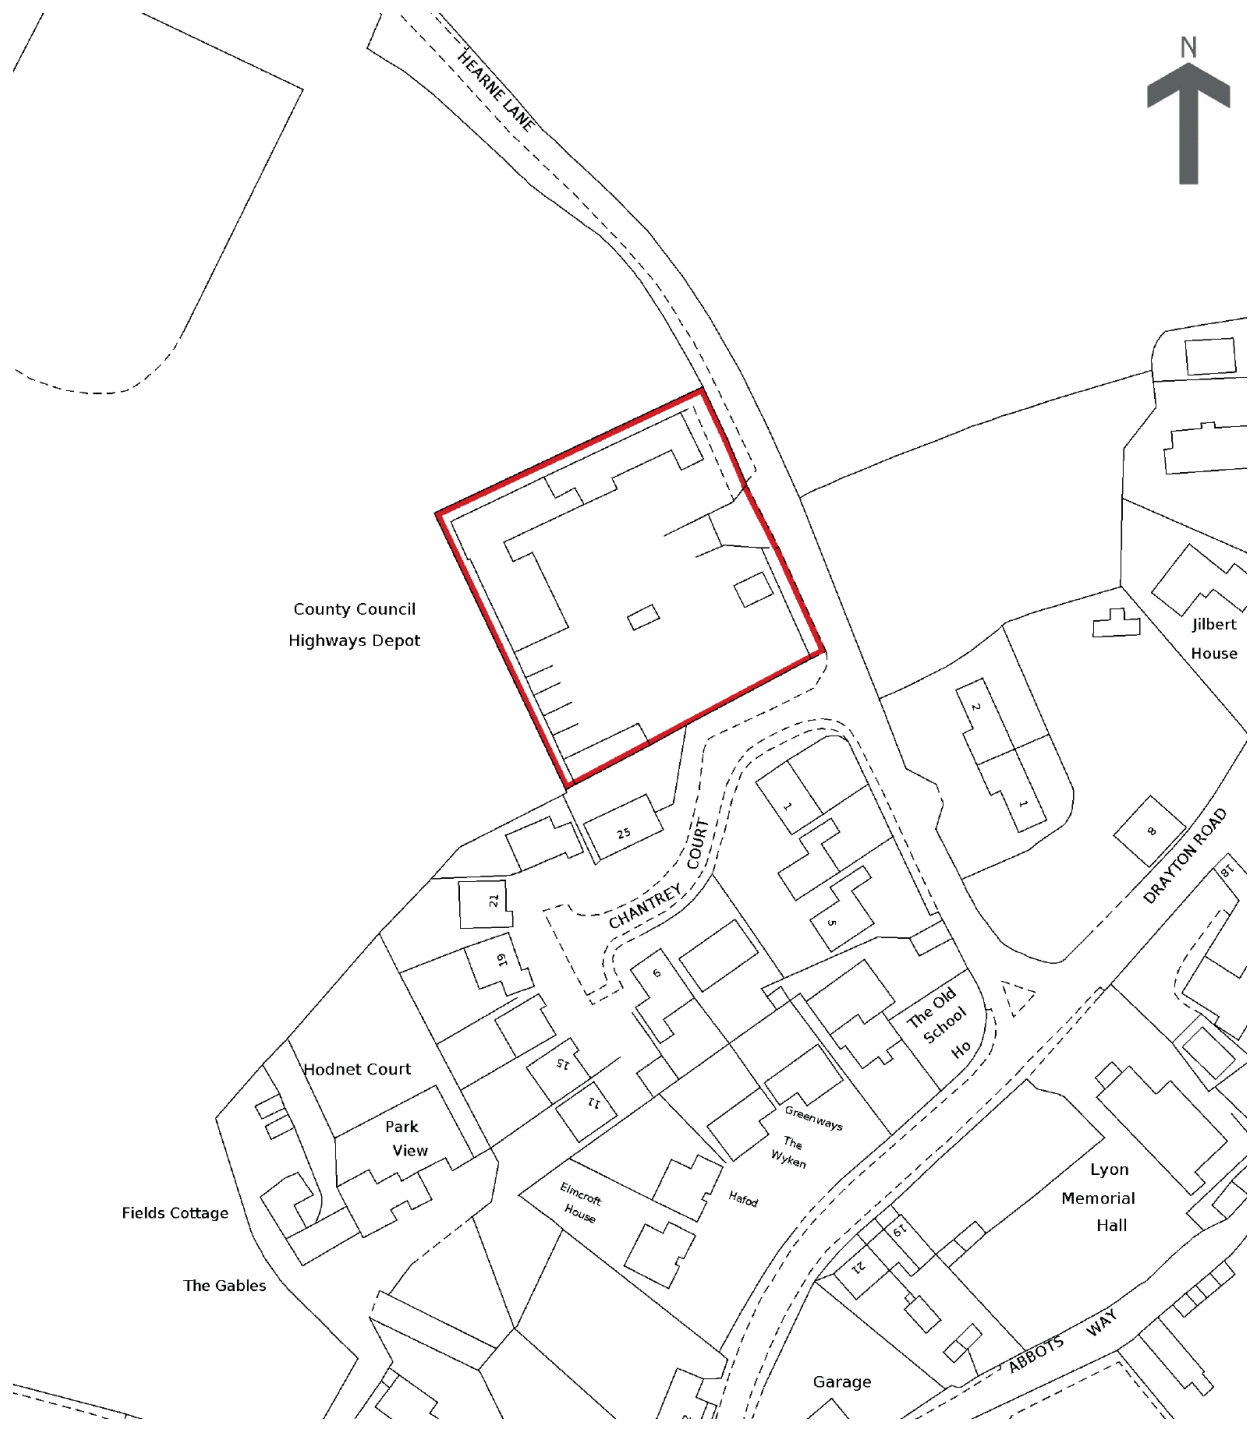 N
HEARNE LANE
County Council
Highways Depot
Jilbert
House
2
1
1
8
25
DRAYTON ROAD
CHANTREY COURT
18
21
5
19
9
The Old
School
Ho
15
11
Hodnet Court
Park
View
Greenways
The
Wyken
Hafod
Elmcroft
House
Lyon
Memorial
Hall
Fields Cottage
19
21
The Gables
ABBOTS WAY
Garage
2